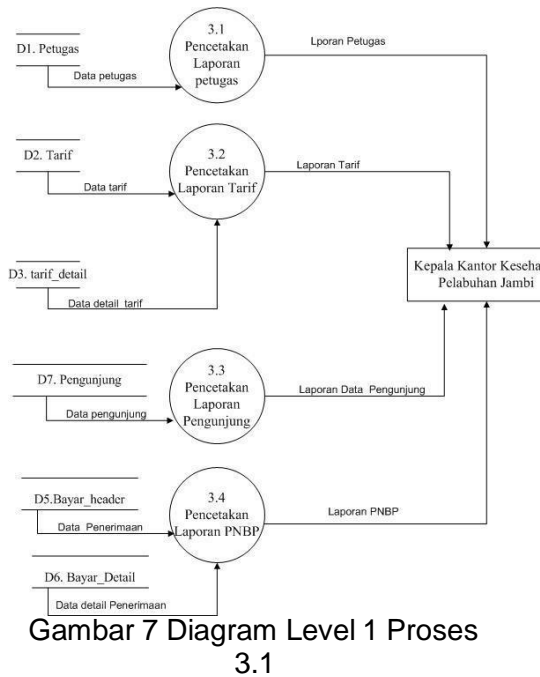 D1. Petugas
Data petugas
3.1
Pencetakan
Laporan
petugas
Lporan Petugas
D2. Tarif
Data tarif
3.2
Pencetakan
Laporan Tarif
Laporan Tarif
D3. tarif_detail
Data detail tarif
Kepala Kantor Keseha
Pelabuhan Jambi
D7. Pengunjung
Data pengunjung
3.3
Pencetakan
Laporan
Pengunjung
Laporan Data Pengunjung
D5.Bayar_header
Data Penerimaan
3.4
Pencetakan
Laporan PNBP
Laporan PNBP
D6. Bayar_Detail
Data detail Penerimaan
Gambar 7 Diagram Level 1 Proses
3.1